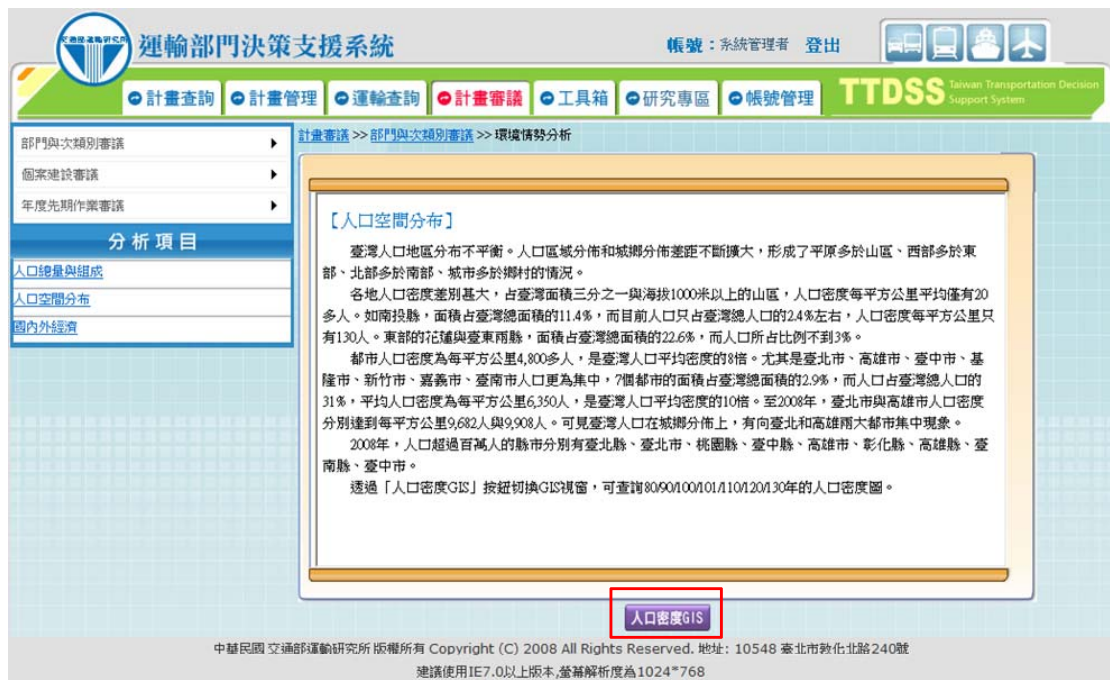 交通部運輸研究所
運輸部門決策支援系統
帳號：系統管理者 登出
計畫查詢 計畫管理 運輸查詢 計畫審議 工具箱 研究專區 帳號管理
TTDSS Taiwan Transportation Decision Support System
部門與次類別審議
個案建設審議
年度先期作業審議
分析項目
人口總量與組成
人口空間分布
國內外經濟
計畫審議 >> 部門與次類別審議 >> 環境情勢分析
【人口空間分布】
臺灣人口地區分布不平衡。人口區域分佈和城鄉分佈差距不斷擴大，形成了平原多於山區、西部多於東
部、北部多於南部、城市多於鄉村的情況。
各地人口密度差別甚大，占臺灣面積三分之一與海拔1000米以上的山區，人口密度每平方公里平均僅有20
多人。如南投縣，面積占臺灣總面積的11.4%，而目前人口只占臺灣總人口的2.4%左右，人口密度每平方公里只
有130人。東部的花蓮與臺東兩縣，面積占臺灣總面積的22.6%，而人口所占比例不到3%。
都市人口密度為每平方公里4,800多人，是臺灣人口平均密度的8倍。尤其是臺北市、高雄市、臺中市、基
隆市、新竹市、嘉義市、臺南市人口更為集中，7個都市的面積占臺灣總面積的2.9%，而人口占臺灣總人口的
31%，平均人口密度為每平方公里6,350人，是臺灣人口平均密度的10倍。至2008年，臺北市與高雄市人口密度
分別達到每平方公里9,682人與9,908人。可見臺灣人口在城鄉分佈上，有向臺北和高雄兩大都市集中現象。
2008年，人口超過百萬人的縣市分別有臺北縣、臺北市、桃園縣、臺中縣、高雄市、彰化縣、高雄縣、臺
南縣、臺中市。
透過「人口密度GIS」按鈕切換GIS視窗，可查詢80/90/100/101/110/120/130年的人口密度圖。
人口密度GIS
中華民國 交通部運輸研究所 版權所有 Copyright (C) 2008 All Rights Reserved. 地址: 10548 臺北市敦化北路240號
建議使用IE7.0以上版本,螢幕解析度為1024*768